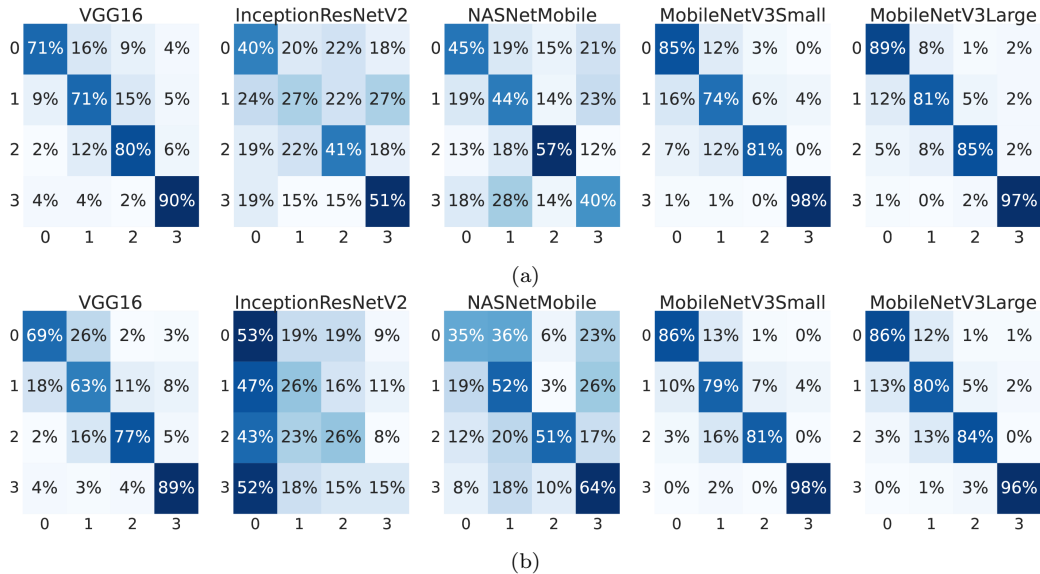 VGG16 InceptionResNetV2 NASNetMobile MobileNetV3Small MobileNetV3Large
0 71% 16% 9% 4% 40% 20% 22% 18% 0 45% 19% 15% 21% 0 85% 12% 3% 0% 0 89% 8% 1% 2%
1 9% 71% 15% 5% 1 24% 27% 22% 27% 1 19% 44% 14% 23% 1 16% 74% 6% 4% 1 12% 81% 5% 2%
2 2% 12% 80% 6% 2 19% 22% 41% 18% 2 13% 18% 57% 12% 2 7% 12% 81% 0% 2 5% 8% 85% 2%
3 4% 4% 2% 90% 3 19% 15% 15% 51% 3 18% 28% 14% 40% 3 1% 1% 0% 98% 3 1% 0% 2% 97%
0 1 2 3 0 1 2 3 0 1 2 3 0 1 2 3 0 1 2 3
(a)
VGG16 InceptionResNetV2 NASNetMobile MobileNetV3Small MobileNetV3Large
0 69% 26% 2% 3% 0 53% 19% 19% 9% 0 35% 36% 6% 23% 0 86% 13% 1% 0% 0 86% 12% 1% 1%
1 18% 63% 11% 8% 1 47% 26% 16% 11% 1 19% 52% 3% 26% 1 10% 79% 7% 4% 1 13% 80% 5% 2%
2 2% 16% 77% 5% 2 43% 23% 26% 8% 2 12% 20% 51% 17% 2 3% 16% 81% 0% 2 3% 13% 84% 0%
3 4% 3% 4% 89% 3 52% 18% 15% 15% 3 8% 18% 10% 64% 3 0% 2% 0% 98% 3 0% 1% 3% 96%
0 1 2 3 0 1 2 3 0 1 2 3 0 1 2 3 0 1 2 3
(b)